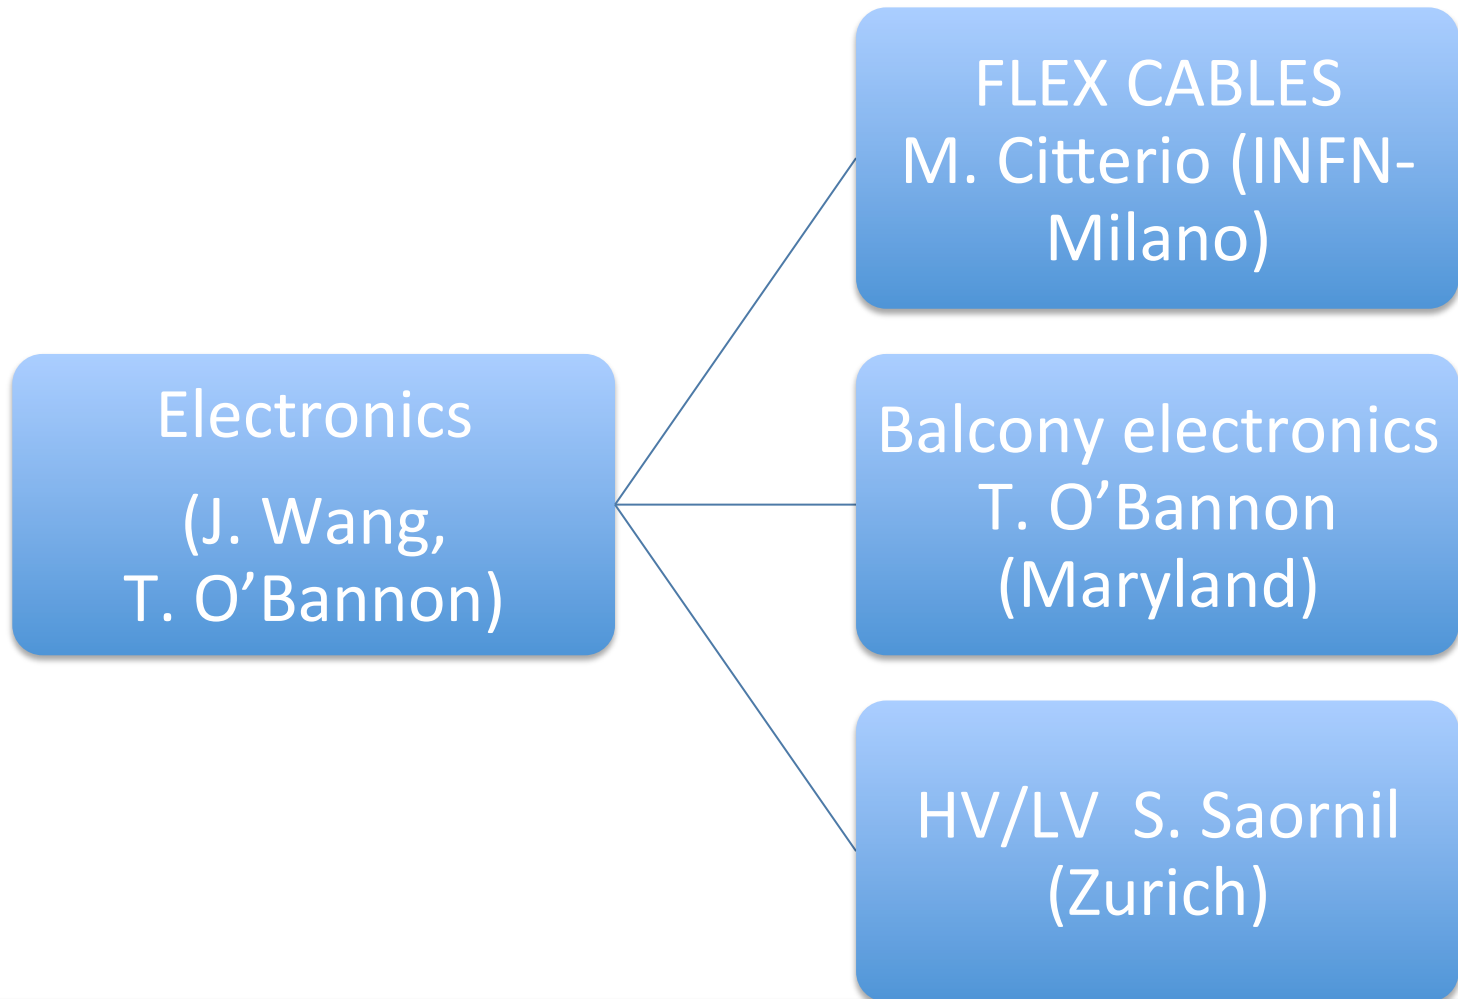 Electronics
(J. Wang,
T. O’Bannon)
FLEX CABLES
M. Citterio (INFN-
Milano)
Balcony electronics
T. O’Bannon
(Maryland)
HV/LV  S. Saornil
(Zurich)